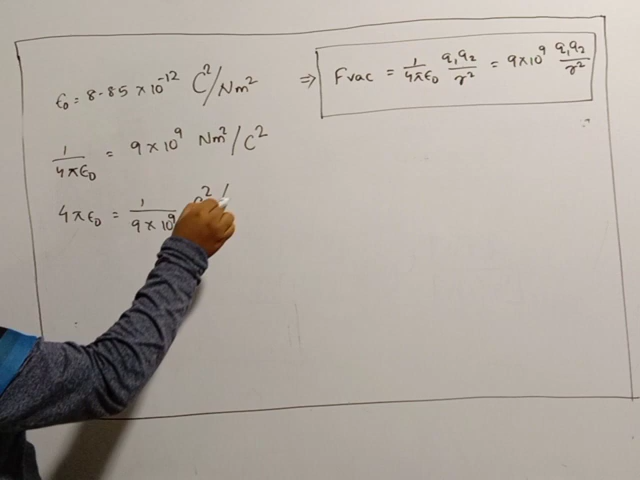 ε₀ = 8.85 × 10⁻¹² C²/Nm²
⇒ Fvac = 1/4πε₀ q₁q₂/r² = 9×10⁹ q₁q₂/r²
1/4πε₀ = 9 × 10⁹ Nm²/C²
4πε₀ = 1/9 × 10⁹ C²/